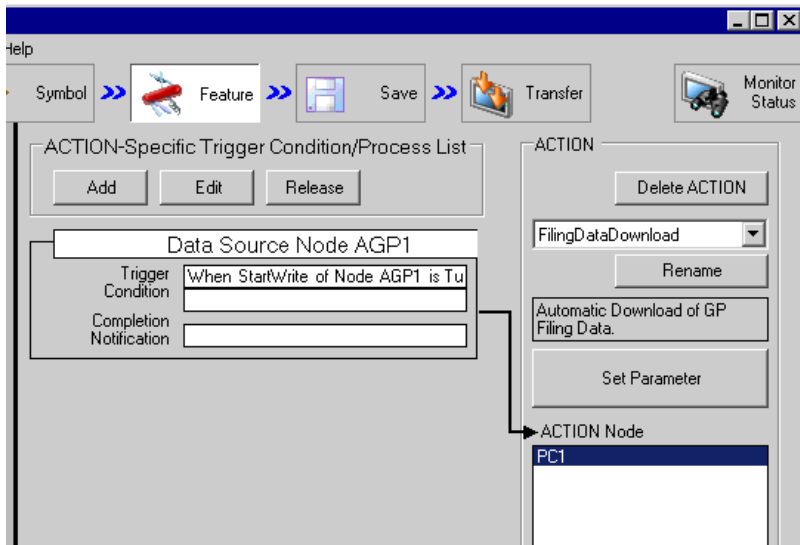 Help
Symbol
Feature
Save
Transfer
Monitor
Status
ACTION-Specific Trigger Condition/Process List
Add
Edit
Release
Data Source Node AGP1
Trigger
Condition
When StartWrite of Node AGP1 is Tu
Completion
Notification
ACTION
Delete ACTION
FilingDataDownload
Rename
Automatic Download of GP
Filing Data.
Set Parameter
ACTION Node
PC1